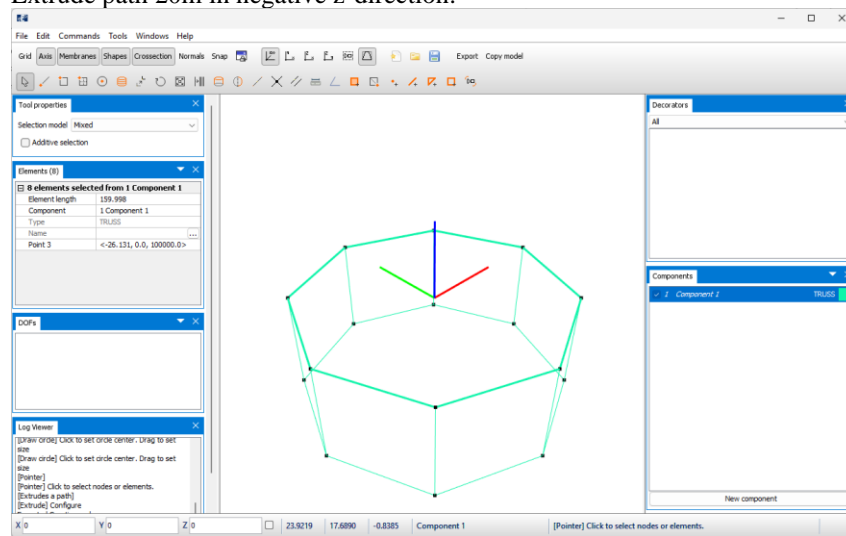 Extrude path 20m in negative z-direction.
File Edit Commands Tools Windows Help
Grid Axis Membranes Shapes Crossection Normals Snap Export Copy model
Tool properties
Selection model Mixed
Additive selection
Elements (8)
8 elements selected from 1 Component 1
Element length 159.998
Component 1 Component 1
Type TRUSS
Name ...
Point 3 <-26.131, 0.0, 100000.0>
DOFs
Log Viewer
[Draw circle] Click to set circle center. Drag to set
size
[Draw circle] Click to set circle center. Drag to set
size
[Pointer]
[Pointer] Click to select nodes or elements.
[Extrudes a path]
[Extrude] Configure
Decorators
All
Components
1 Component 1 TRUSS
New component
X 0 Y 0 Z 0 23.9219 17.6890 -0.8385 Component 1 [Pointer] Click to select nodes or elements.